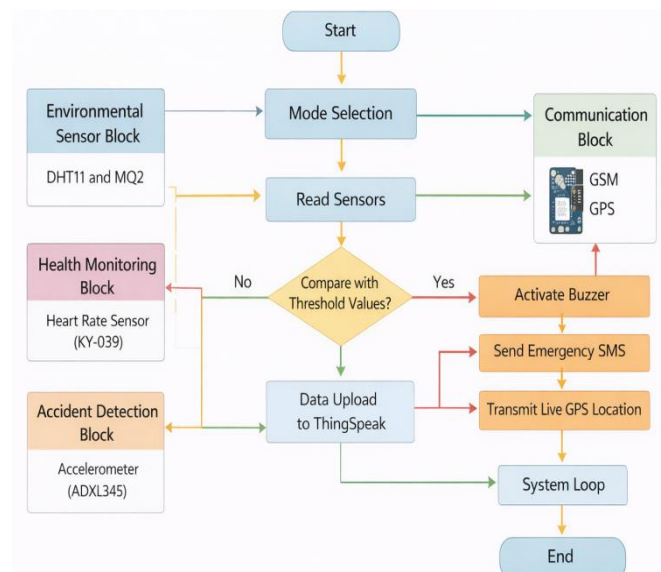 Start
Environmental
Sensor Block
DHT11 and MQ2
Mode Selection
Communication
Block
GSM
GPS
Read Sensors
Health Monitoring
Block
Heart Rate Sensor
(KY-039)
No
Compare with
Threshold Values?
Yes
Activate Buzzer
Send Emergency SMS
Accident Detection
Block
Accelerometer
(ADXL345)
Data Upload
to ThingSpeak
Transmit Live GPS Location
System Loop
End